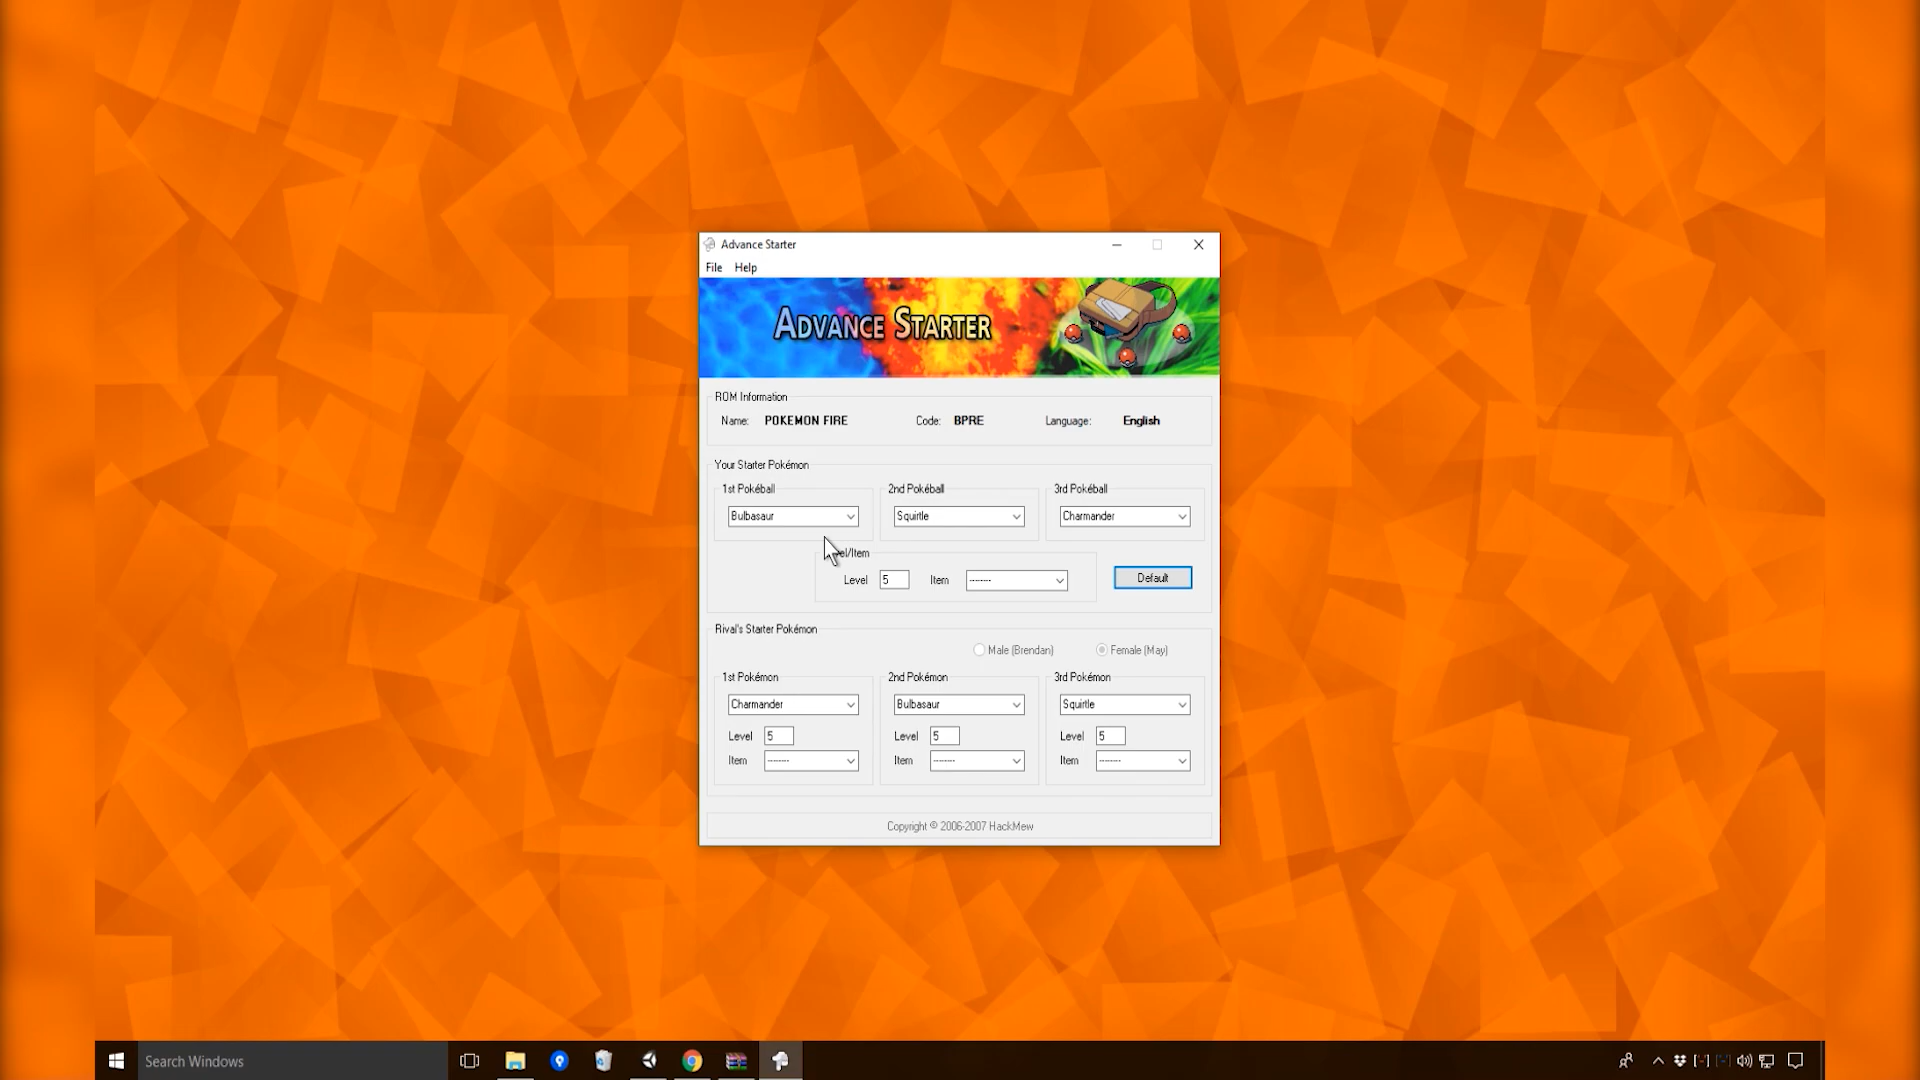 Advance Starter
File Help
ADVANCE STARTER
ROM Information
Name: POKEMON FIRE Code: BPRE Language: English
Your Starter Pokémon
1st Pokéball 2nd Pokéball 3rd Pokéball
Bulbasaur Squirtle Charmander
el/Item
Level 5 Item -------- Default
Rival's Starter Pokémon
Male (Brendan) Female (May)
1st Pokémon 2nd Pokémon 3rd Pokémon
Charmander Bulbasaur Squirtle
Level 5 Level 5 Level 5
Item -------- Item -------- Item --------
Copyright © 2006-2007 HackMew
Search Windows